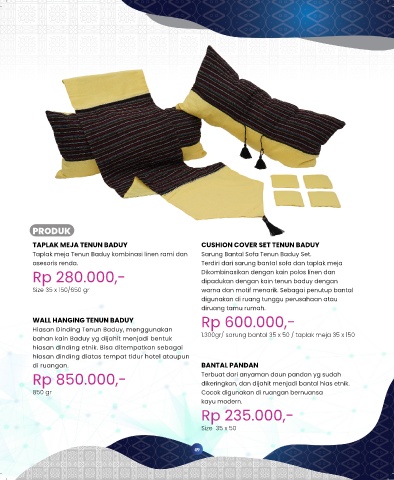 PRODUK
TAPLAK MEJA TENUN BADUY
Taplak meja Tenun Baduy kombinasi linen rami dan
asesoris renda.
Rp 280.000,-
Size 35 x 150/650 gr
WALL HANGING TENUN BADUY
Hiasan Dinding Tenun Baduy, menggunakan
bahan kain Baduy yg dijahit menjadi bentuk
hiasan dinding etnik. Bisa ditempatkan sebagai
hiasan dinding diatas tempat tidur hotel ataupun
di ruangan.
Rp 850.000,-
850 gr
CUSHION COVER SET TENUN BADUY
Sarung Bantal Sofa Tenun Baduy Set.
Terdiri dari sarung bantal sofa dan taplak meja
Dikombinasikan dengan kain polos linen dan
dipadukan dengan kain tenun baduy dengan
warna dan motif menarik. Sebagai penutup bantal
digunakan di ruang tunggu perusahaan atau
diruang tamu rumah.
Rp 600.000,-
1.300gr/ sarung bantal 35 x 50 / taplak meja 35 x 150
BANTAL PANDAN
Terbuat dari anyaman daun pandan yg sudah
dikeringkan, dan dijahit menjadi bantal hias etnik.
Cocok digunakan di ruangan bernuansa
kayu modern.
Rp 235.000,-
Size 35 x 50